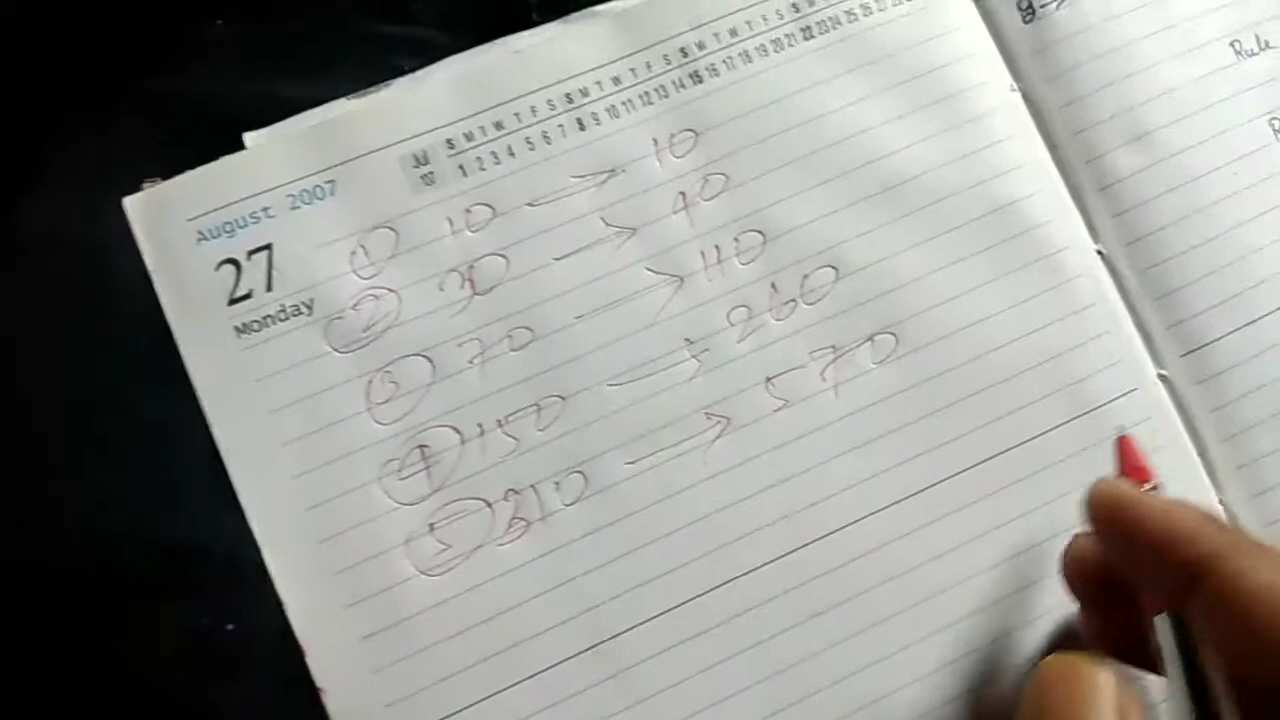 Jul S M T W T F S S M T W T F S S M T W T F S S
'07 1 2 3 4 5 6 7 8 9 10 11 12 13 14 15 16 17 18 19 20 21 22 23 24 25 26
August 2007
27
Monday
① 10 → 10
② 30 → 40
③ 70 → 110
④ 150 → 260
⑤ 310 → 570
Rule